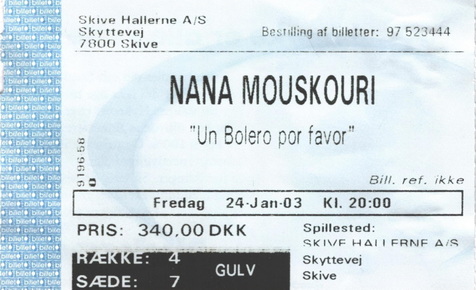 Skive Hallerne A/S
Skyttevej
7800 Skive
Bestilling af billetter: 97 523444
NANA MOUSKOURI
"Un Bolero por favor"
Bill. ref. ikke
Fredag 24-Jan-03 Kl. 20:00
PRIS: 340,00 DKK
Spillested:
SKIVE HALLERNE A/S
RÆKKE: 4
SÆDE: 7
GULV
Skyttevej
Skive